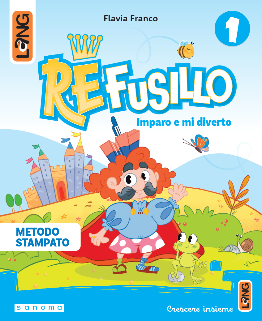 LANG
Flavia Franco
1
RE FUSILLO
Imparo e mi diverto
METODO
STAMPATO
sanoma
Crescere insieme
LANG